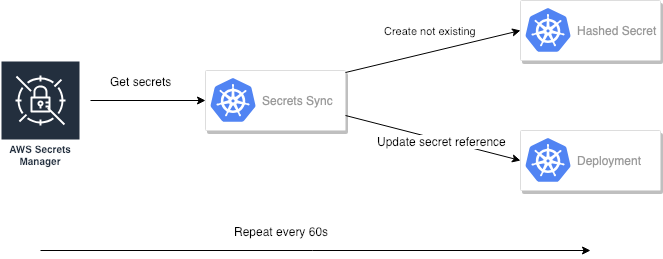 Create not existing
Hashed Secret
Get secrets
Secrets Sync
AWS Secrets
Manager
Update secret reference
Deployment
Repeat every 60s